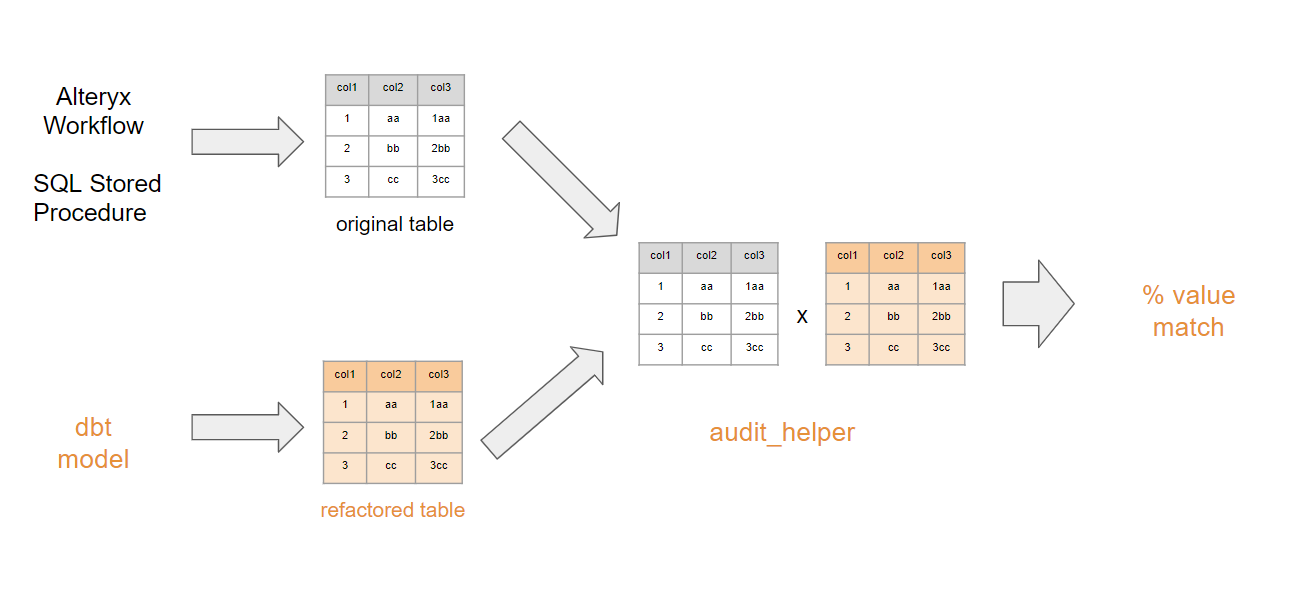 Alteryx
Workflow
SQL Stored
Procedure
col1 col2 col3
1 aa 1aa
2 bb 2bb
3 cc 3cc
original table
dbt
model
col1 col2 col3
1 aa 1aa
2 bb 2bb
3 cc 3cc
refactored table
col1 col2 col3
1 aa 1aa
2 bb 2bb
3 cc 3cc
x
col1 col2 col3
1 aa 1aa
2 bb 2bb
3 cc 3cc
audit_helper
% value
match